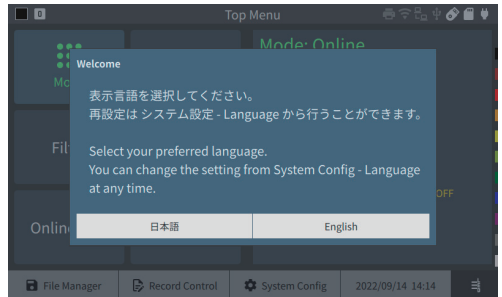 0
Top Menu
Mode: Online
Welcome
表示言語を選択してください。
再設定は システム設定 - Language から行うことができます。
Select your preferred language.
You can change the setting from System Config - Language
at any time.
OFF
日本語
English
File Manager
Record Control
System Config
2022/09/14 14:14